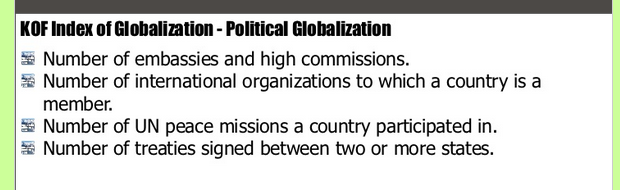 KOF Index of Globalization - Political Globalization
Number of embassies and high commissions.
Number of international organizations to which a country is a
member.
Number of UN peace missions a country participated in.
Number of treaties signed between two or more states.